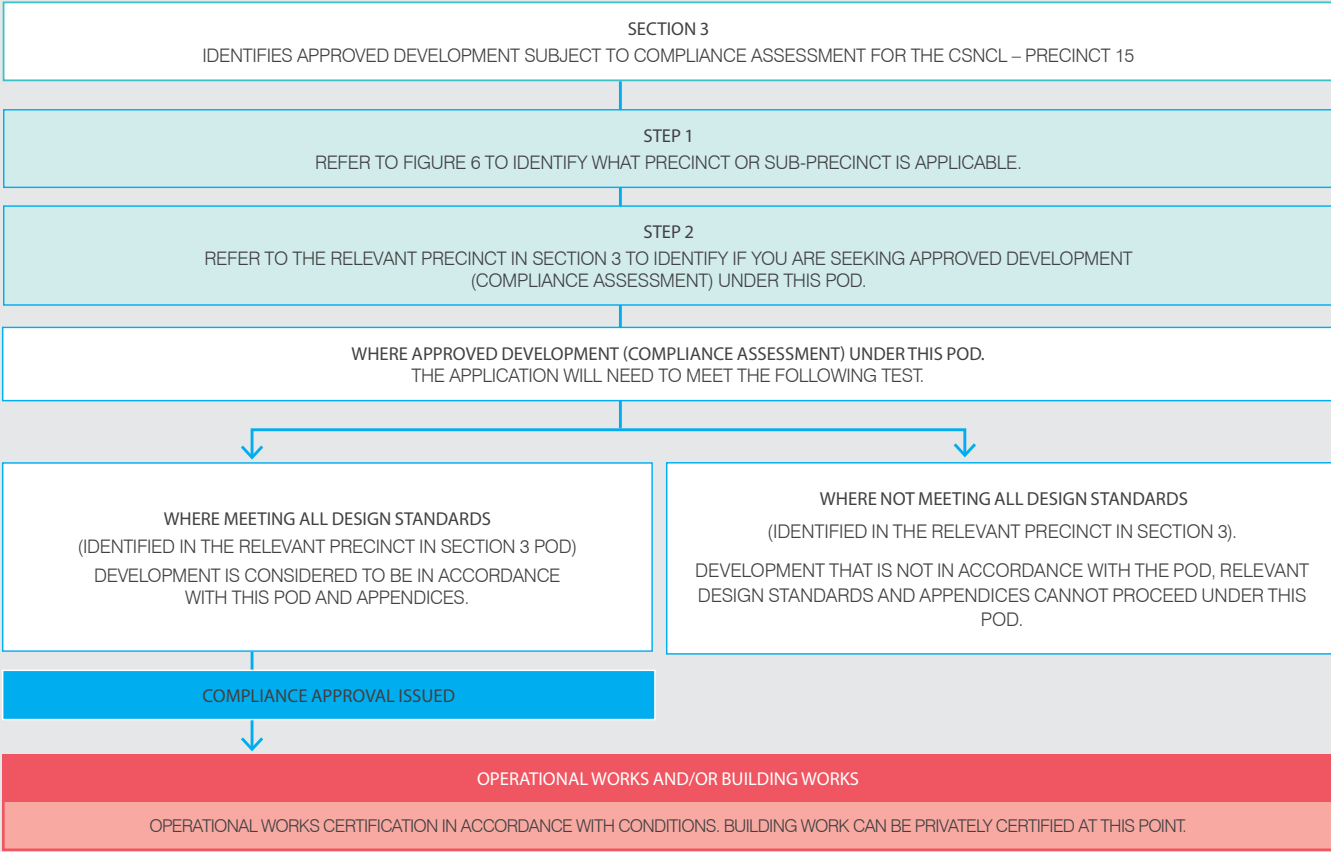 SECTION 3
IDENTIFIES APPROVED DEVELOPMENT SUBJECT TO COMPLIANCE ASSESSMENT FOR THE CSNCL – PRECINCT 15
STEP 1
REFER TO FIGURE 6 TO IDENTIFY WHAT PRECINCT OR SUB-PRECINCT IS APPLICABLE.
STEP 2
REFER TO THE RELEVANT PRECINCT IN SECTION 3 TO IDENTIFY IF YOU ARE SEEKING APPROVED DEVELOPMENT
(COMPLIANCE ASSESSMENT) UNDER THIS POD.
WHERE APPROVED DEVELOPMENT (COMPLIANCE ASSESSMENT) UNDER THIS POD.
THE APPLICATION WILL NEED TO MEET THE FOLLOWING TEST.
WHERE MEETING ALL DESIGN STANDARDS
(IDENTIFIED IN THE RELEVANT PRECINCT IN SECTION 3 POD)
DEVELOPMENT IS CONSIDERED TO BE IN ACCORDANCE
WITH THIS POD AND APPENDICES.
WHERE NOT MEETING ALL DESIGN STANDARDS
(IDENTIFIED IN THE RELEVANT PRECINCT IN SECTION 3).
DEVELOPMENT THAT IS NOT IN ACCORDANCE WITH THE POD, RELEVANT
DESIGN STANDARDS AND APPENDICES CANNOT PROCEED UNDER THIS
POD.
COMPLIANCE APPROVAL ISSUED
OPERATIONAL WORKS AND/OR BUILDING WORKS
OPERATIONAL WORKS CERTIFICATION IN ACCORDANCE WITH CONDITIONS. BUILDING WORK CAN BE PRIVATELY CERTIFIED AT THIS POINT.